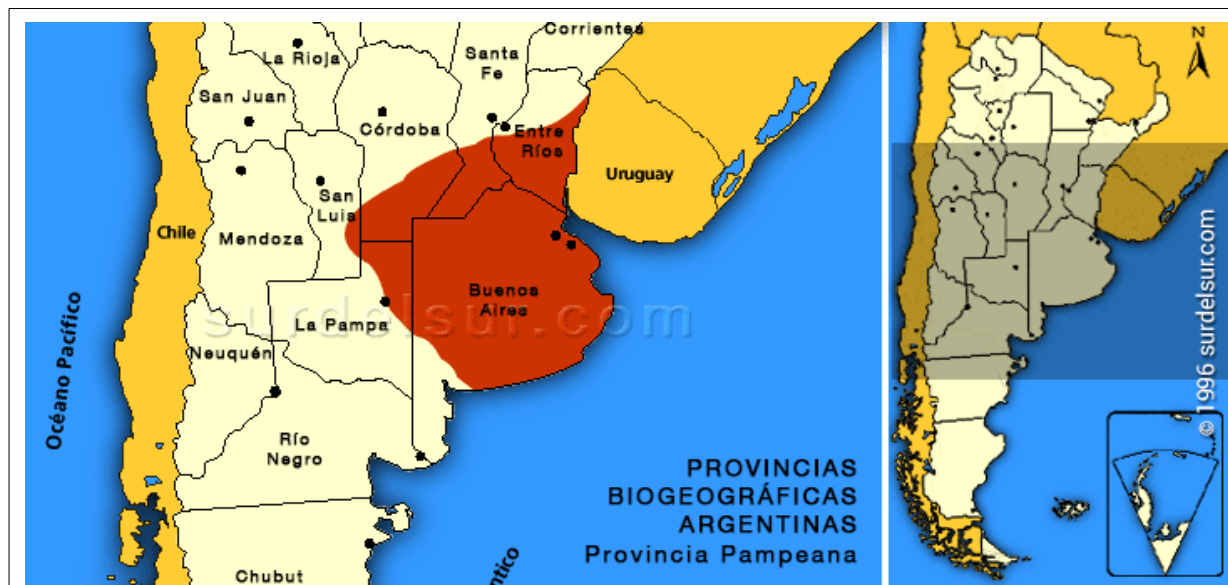 Corrientes
La Rioja
Santa
Fe
San Juan
Córdoba
Entre
Ríos
Uruguay
San
Luis
Chile
Mendoza
Buenos
Aires
surdelsur.com
La Pampa
Neuquén
Océano Pacífico
Río
Negro
PROVINCIAS
BIOGEOGRÁFICAS
ARGENTINAS
Provincia Pampeana
ntico
Chubut
N
© 1996 surdelsur.com